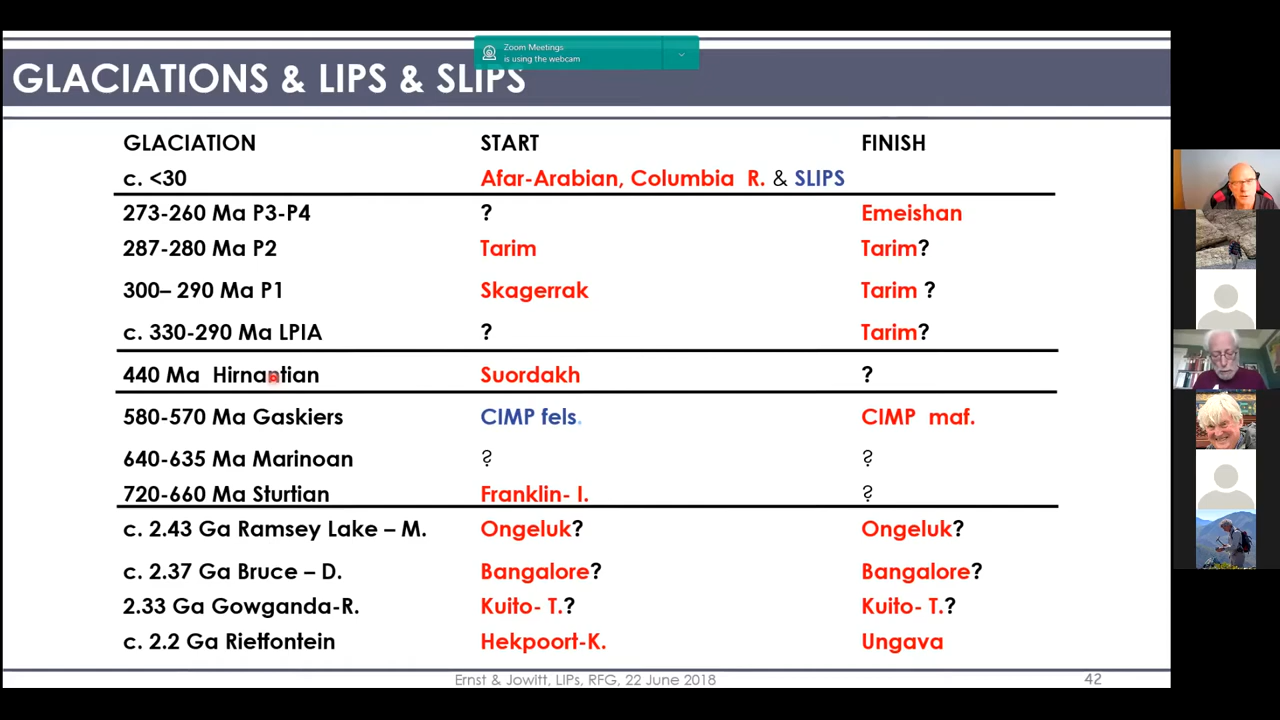 Zoom Meetings
is using the webcam
GLACIATIONS & LIPS & SLIPS
GLACIATION START FINISH
c. <30 Afar-Arabian, Columbia R. & SLIPS
273-260 Ma P3-P4 ? Emeishan
287-280 Ma P2 Tarim Tarim?
300– 290 Ma P1 Skagerrak Tarim ?
c. 330-290 Ma LPIA ? Tarim?
440 Ma Hirnantian Suordakh ?
580-570 Ma Gaskiers CIMP fels. CIMP maf.
640-635 Ma Marinoan ? ?
720-660 Ma Sturtian Franklin- I. ?
c. 2.43 Ga Ramsey Lake – M. Ongeluk? Ongeluk?
c. 2.37 Ga Bruce – D. Bangalore? Bangalore?
2.33 Ga Gowganda-R. Kuito- T.? Kuito- T.?
c. 2.2 Ga Rietfontein Hekpoort-K. Ungava
Ernst & Jowitt, LIPs, RFG, 22 June 2018 42